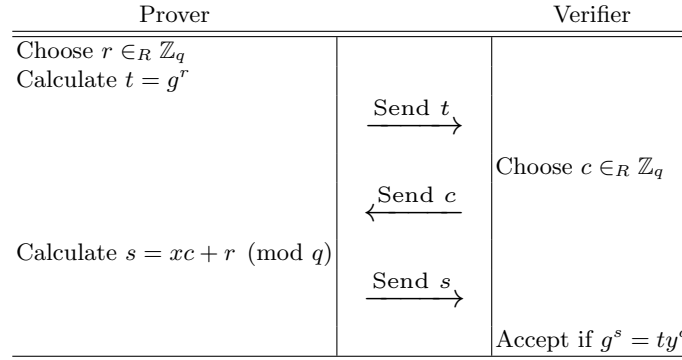 Prover Verifier
Choose r ∈_R ℤ_q
Calculate t = g^r
Send t
Choose c ∈_R ℤ_q
Send c
Calculate s = xc + r (mod q)
Send s
Accept if g^s = ty^c